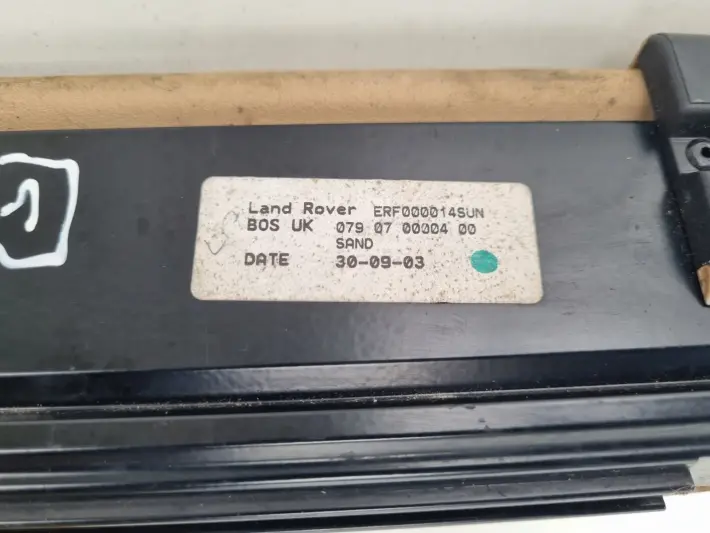 Land Rover ERF000014SUN
BOS UK 079 07 00004 00
SAND
DATE 30-09-03